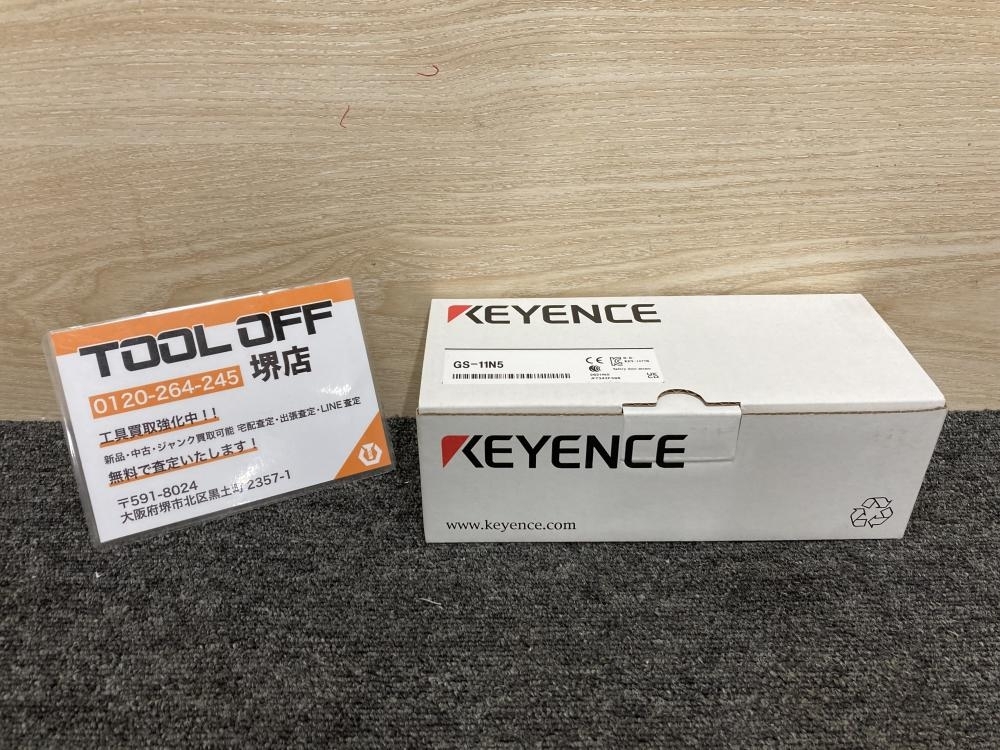 TOOL OFF
堺店
0120-264-245
工具買取強化中！！
新品・中古・ジャンク買取可能 宅配査定・出張査定・LINE査定
無料で査定いたします！
〒591-8024
大阪府堺市北区黒土町2357-1
KEYENCE
GS-11N5
CE
KEYENCE
www.keyence.com